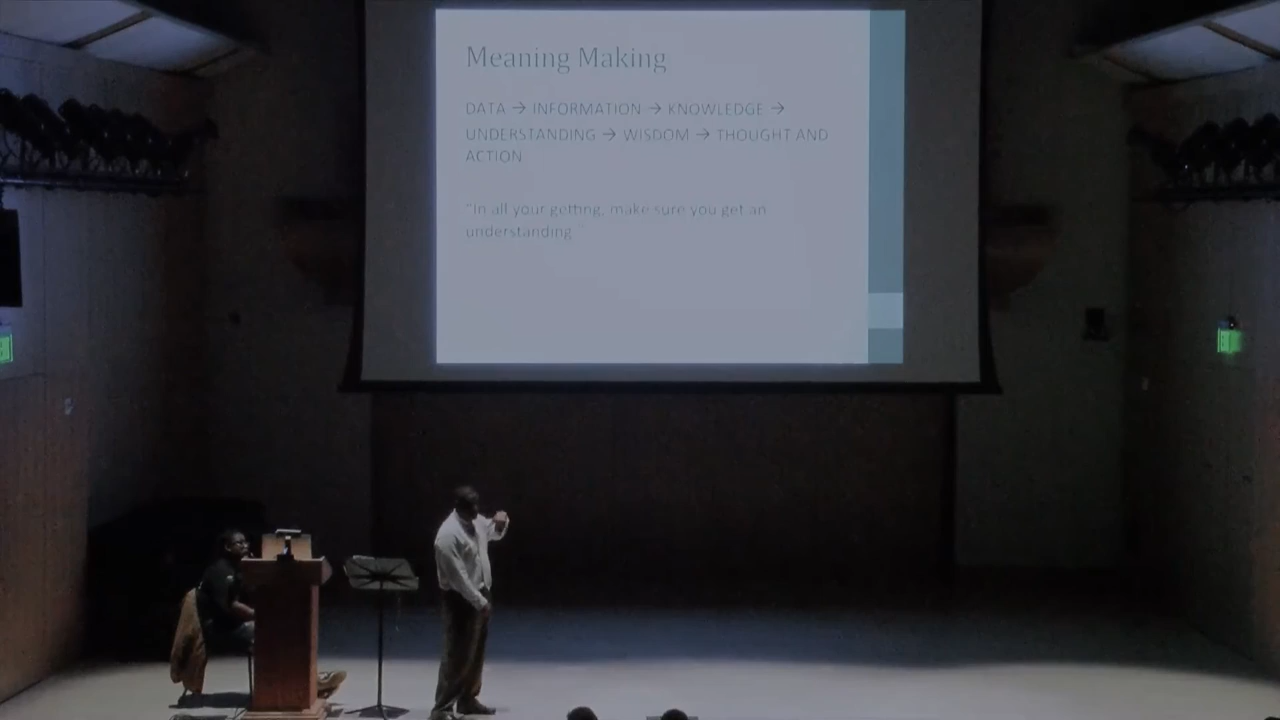 Meaning Making
DATA → INFORMATION → KNOWLEDGE →
UNDERSTANDING → WISDOM → THOUGHT AND
ACTION
"In all your getting, make sure you get an
understanding